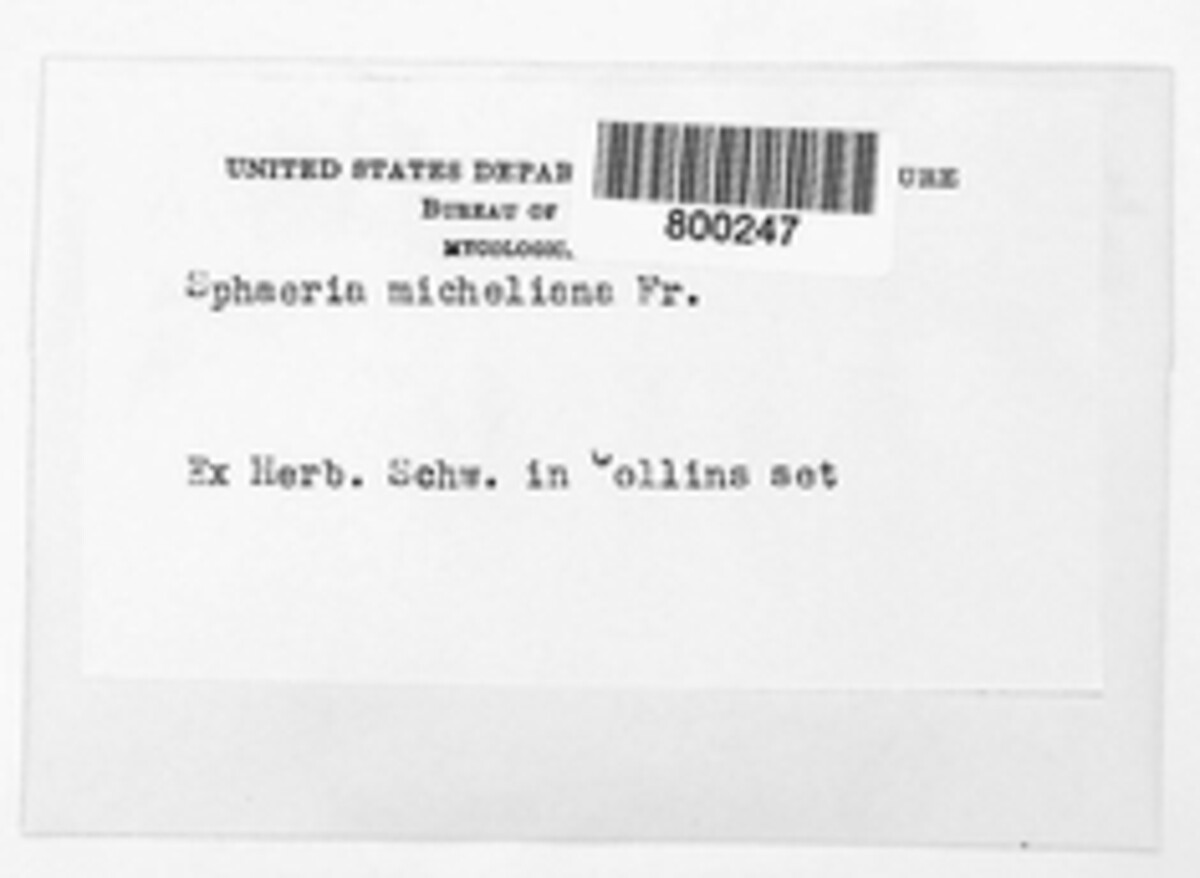 UNITED STATES DEPAR URE
BUREAU OF
MYCOLOGIC
800247
Sphaeria micheliana Fr.
Ex Herb. Schw. in Collins set